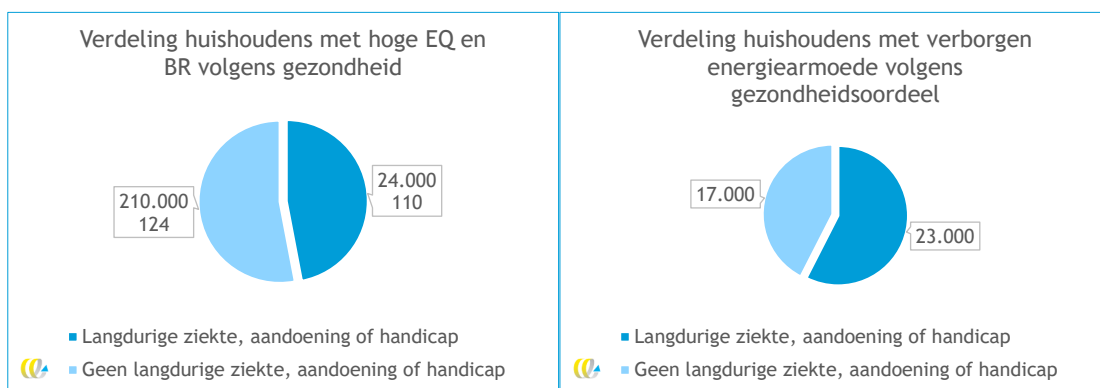 Verdeling huishoudens met hoge EQ en
BR volgens gezondheid
24.000
110
210.000
124
Langdurige ziekte, aandoening of handicap
Geen langdurige ziekte, aandoening of handicap
Verdeling huishoudens met verborgen
energiearmoede volgens
gezondheidsoordeel
17.000
23.000
Langdurige ziekte, aandoening of handicap
Geen langdurige ziekte, aandoening of handicap